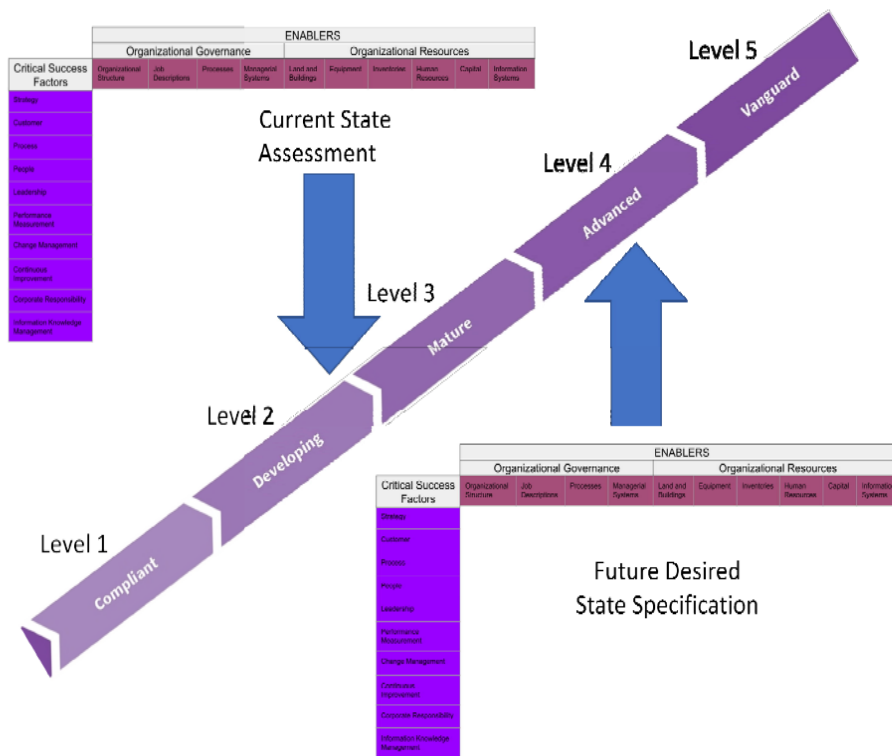 ENABLERS
Organizational Governance
Organizational Resources
Critical Success
Factors
Organizational
Structure
Job
Descriptions
Processes
Managerial
Systems
Land and
Buildings
Equipment
Inventories
Human
Resources
Capital
Information
Systems
Strategy
Customer
Process
People
Leadership
Performance
Measurement
Change Management
Continuous
Improvement
Corporate Responsibility
Information Knowledge
Management
Current State
Assessment
Level 5
Vanguard
Level 4
Advanced
Level 3
Mature
Level 2
Developing
Level 1
Compliant
ENABLERS
Organizational Governance
Organizational Resources
Critical Success
Factors
Organizational
Structure
Job
Descriptions
Processes
Managerial
Systems
Land and
Buildings
Equipment
Inventories
Human
Resources
Capital
Informatio
Systems
Strategy
Customer
Process
People
Leadership
Performance
Measurement
Change Management
Continuous
Improvement
Corporate Responsibility
Information Knowledge
Management
Future Desired
State Specification